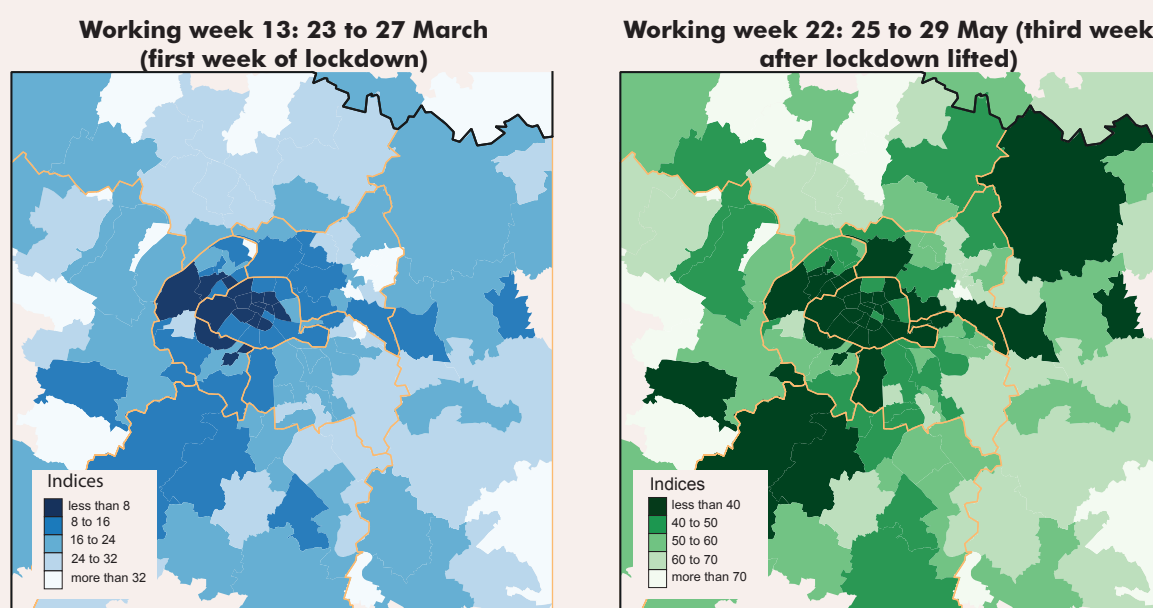 Working week 13: 23 to 27 March
(first week of lockdown)
Indices
less than 8
8 to 16
16 to 24
24 to 32
more than 32
Working week 22: 25 to 29 May (third week
after lockdown lifted)
Indices
less than 40
40 to 50
50 to 60
60 to 70
more than 70